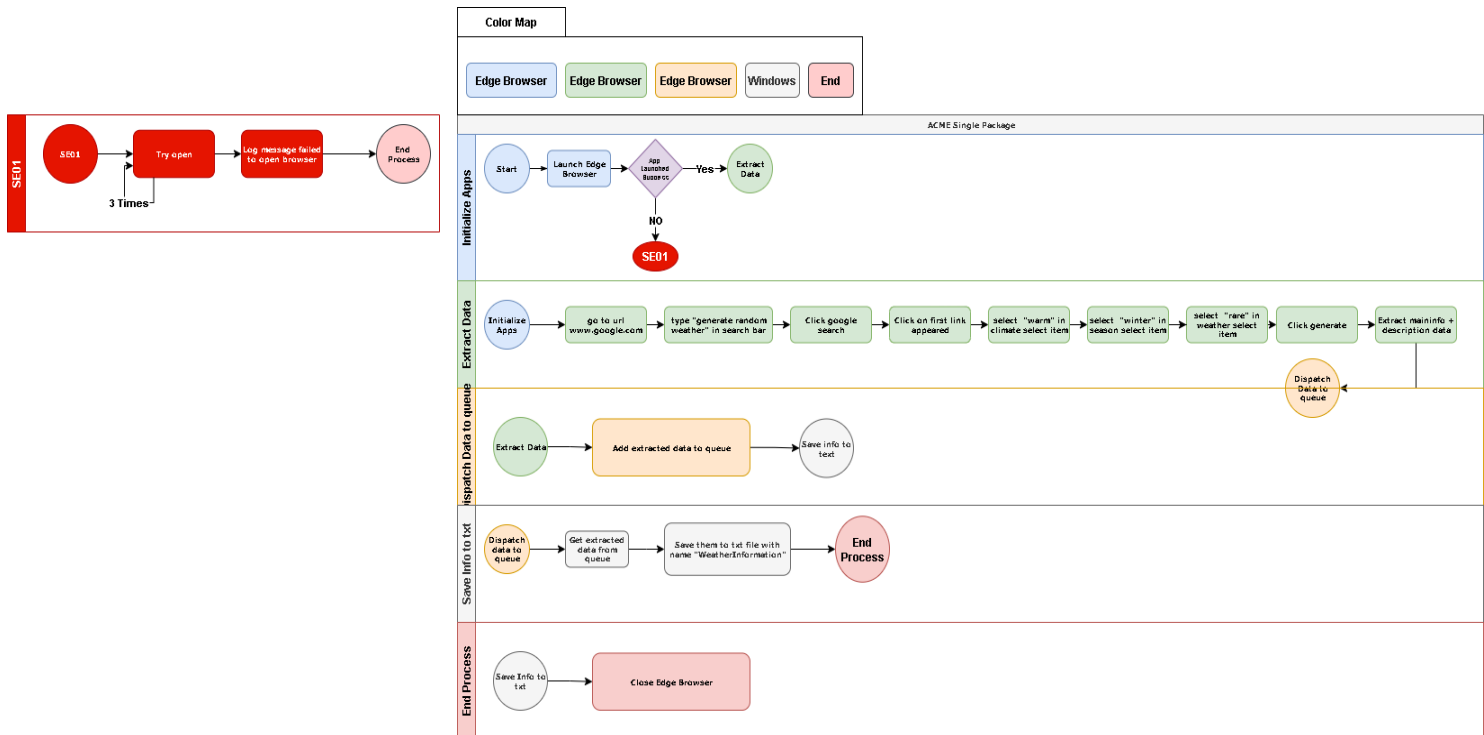 Color Map
Edge Browser
Edge Browser
Edge Browser
Windows
End
SE01
SE01
Try open
Log message failed
to open browser
End
Process
3 Times
ACME Single Package
Initialize Apps
Start
Launch Edge
Browser
App
Launched
Success
Yes
Extract
Data
NO
SE01
Extract Data
Initialize
Apps
go to url
www.google.com
type "generate random
weather" in search bar
Click google
search
Click on first link
appeared
select "warm" in
climate select item
select "winter" in
season select item
select "rare" in
weather select
item
Click generate
Extract maininfo +
description data
Dispatch
Data to
queue
Dispatch Data to queue
Extract Data
Add extracted data to queue
Save info to
text
Save Info to txt
Dispatch
data to
queue
Get extracted
data from
queue
Save them to txt file with
name "WeatherInformation"
End
Process
End Process
Save Info to
txt
Close Edge Browser